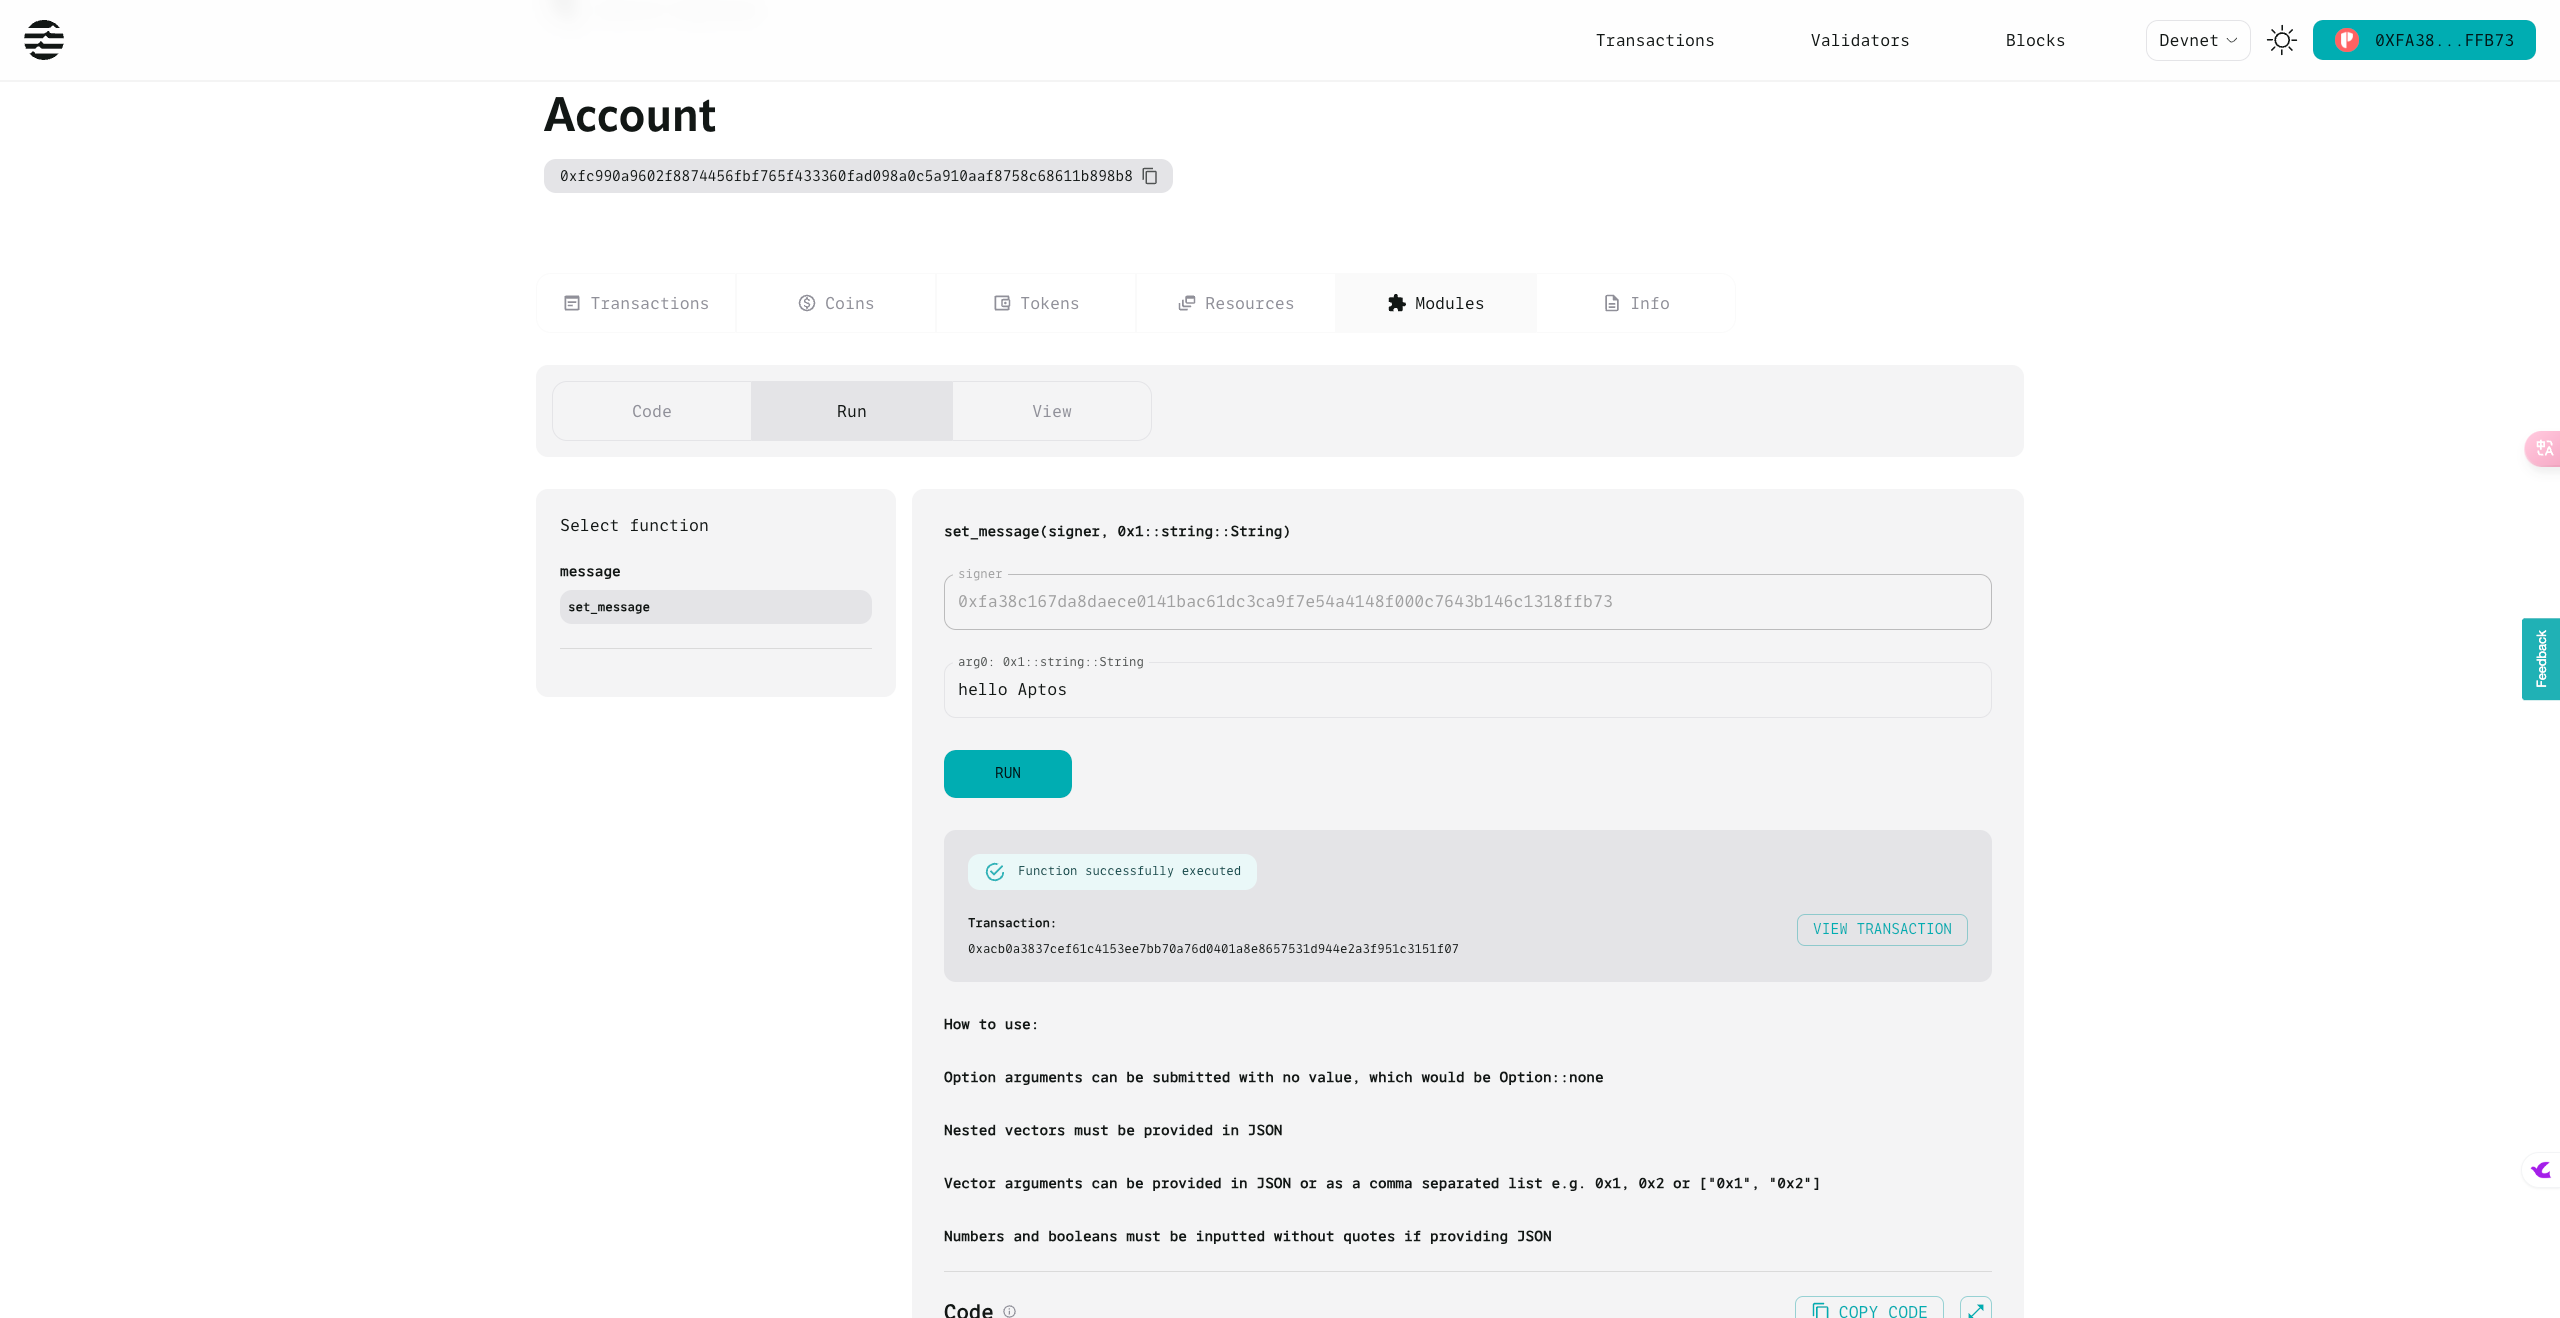 Transactions
Validators
Blocks
Devnet
0XFA38...FFB73
Account
0xfc990a9602f8874456fbf765f433360fad098a0c5a910aaf8758c68611b898b8
Transactions
Coins
Tokens
Resources
Modules
Info
Code
Run
View
Select function
message
set_message
set_message(signer, 0x1::string::String)
signer
0xfa38c167da8daece0141bac61dc3ca9f7e54a4148f000c7643b146c1318ffb73
arg0: 0x1::string::String
hello Aptos
RUN
Function successfully executed
Transaction:
0xacb0a3837cef61c4153ee7bb70a76d0401a8e8657531d944e2a3f951c3151f07
VIEW TRANSACTION
How to use:
Option arguments can be submitted with no value, which would be Option::none
Nested vectors must be provided in JSON
Vector arguments can be provided in JSON or as a comma separated list e.g. 0x1, 0x2 or ["0x1", "0x2"]
Numbers and booleans must be inputted without quotes if providing JSON
Code
COPY CODE
Feedback